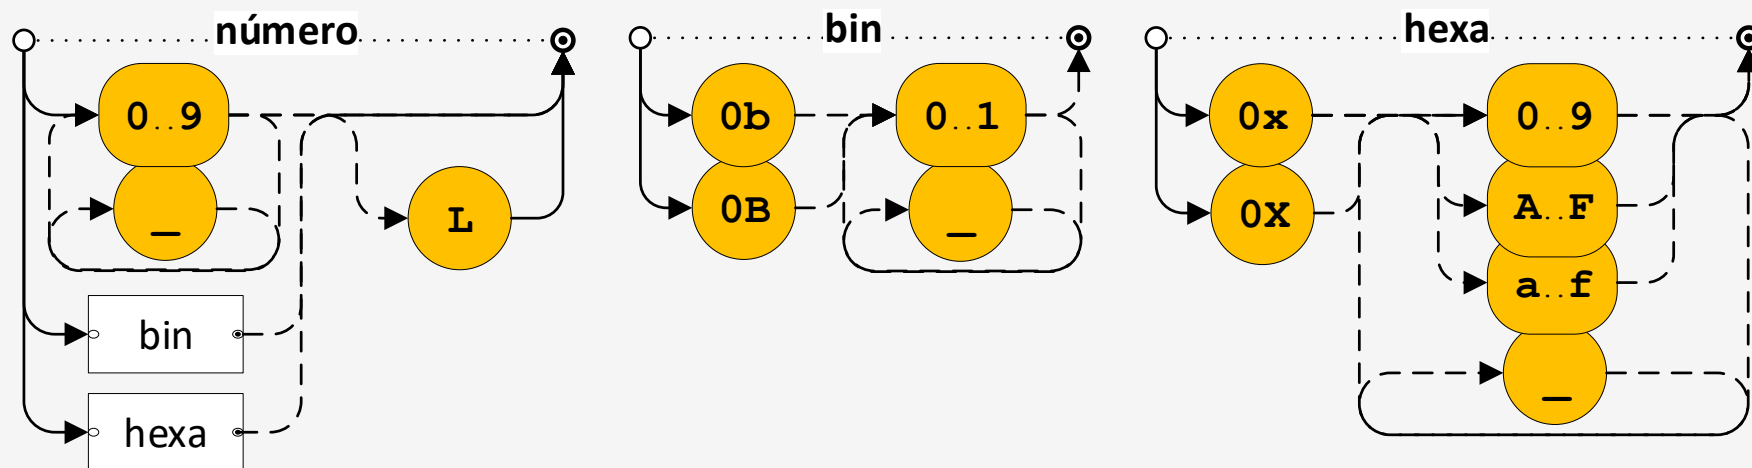 número
0..9
_
L
bin
hexa
bin
0b
0B
0..1
_
hexa
0x
0X
0..9
A..F
a..f
_